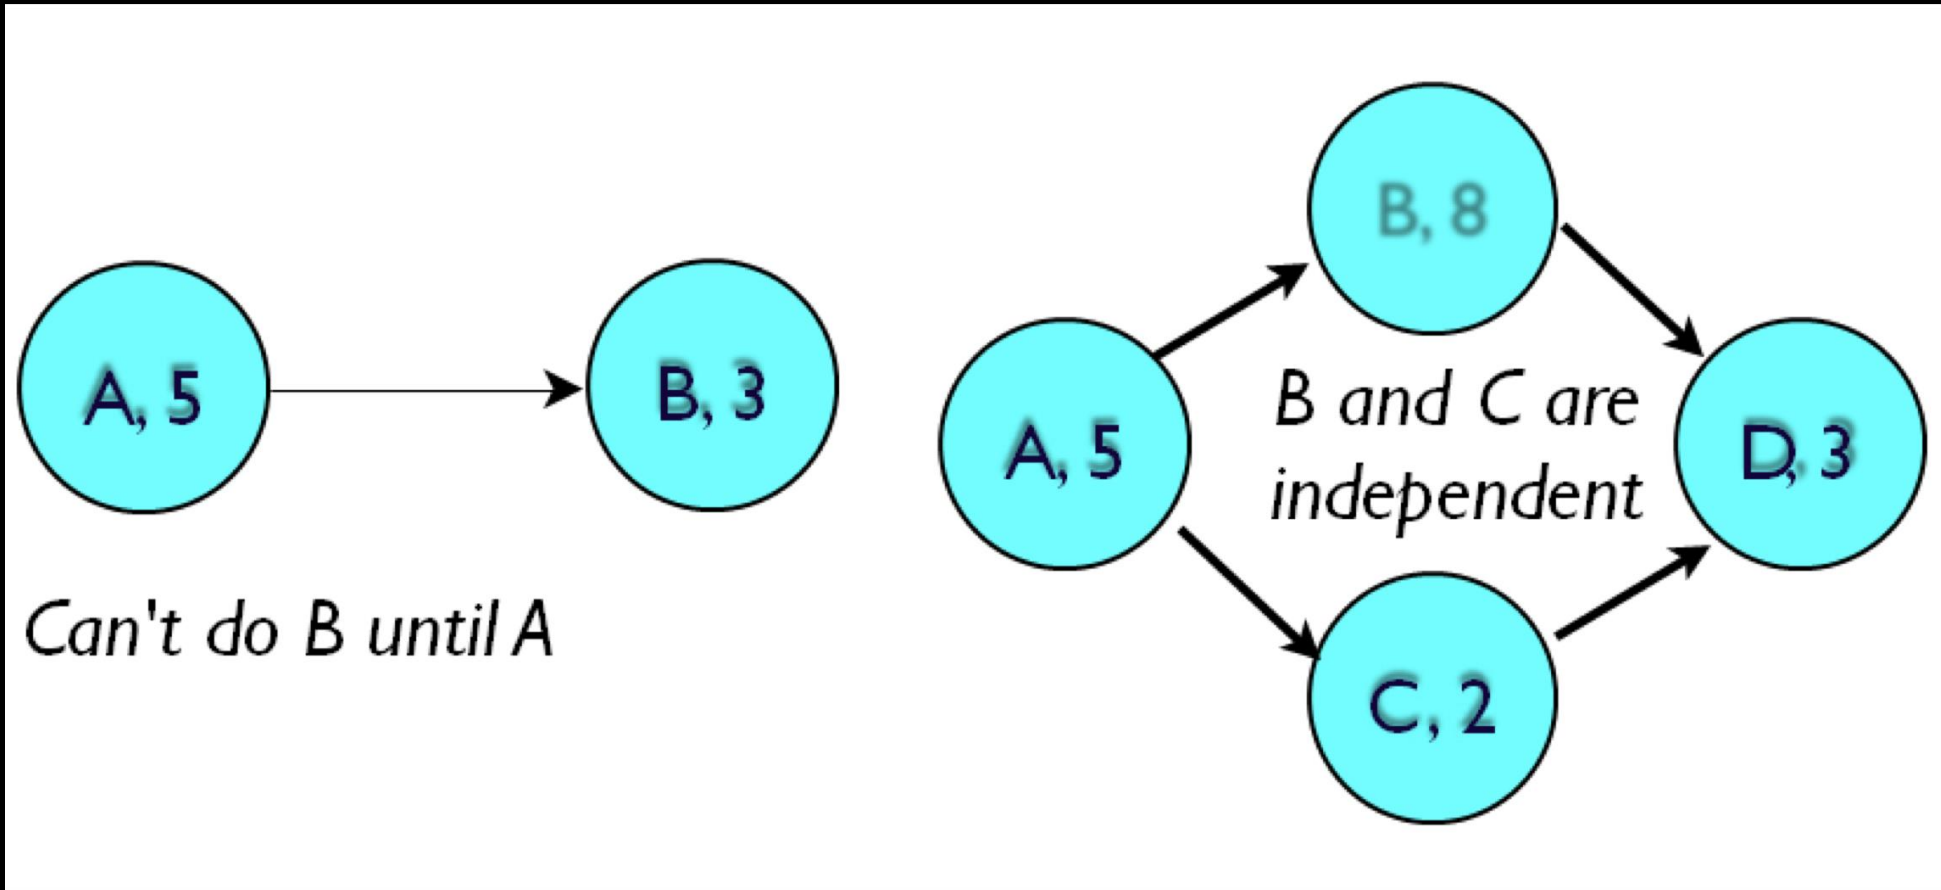 A, 5
B, 3
Can't do B until A
B, 8
A, 5
B and C are
independent
D, 3
C, 2